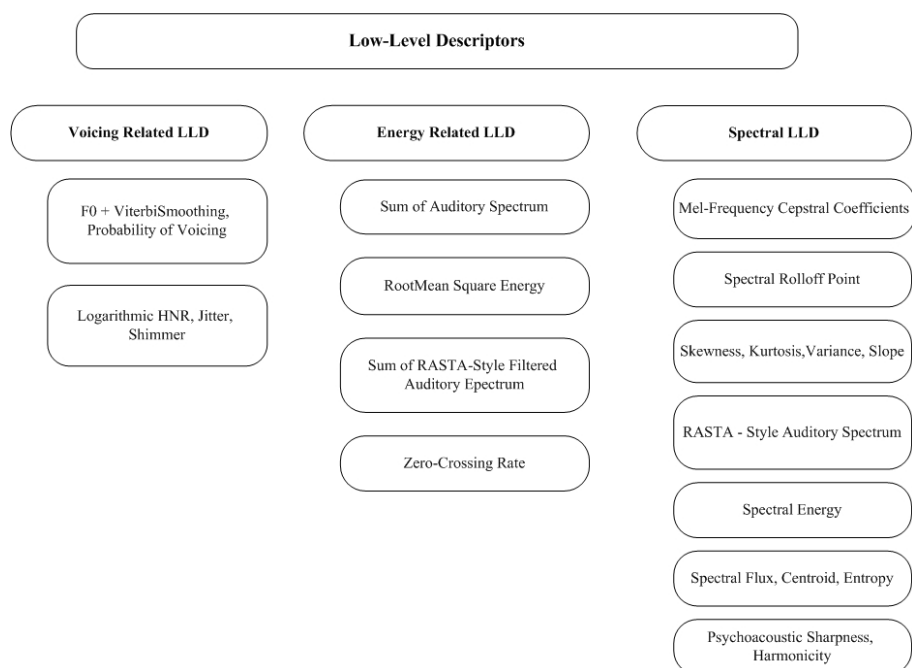 Low-Level Descriptors
Voicing Related LLD
F0 + ViterbiSmoothing,
Probability of Voicing
Logarithmic HNR, Jitter,
Shimmer
Energy Related LLD
Sum of Auditory Spectrum
RootMean Square Energy
Sum of RASTA-Style Filtered
Auditory Epectrum
Zero-Crossing Rate
Spectral LLD
Mel-Frequency Cepstral Coefficients
Spectral Rolloff Point
Skewness, Kurtosis,Variance, Slope
RASTA - Style Auditory Spectrum
Spectral Energy
Spectral Flux, Centroid, Entropy
Psychoacoustic Sharpness,
Harmonicity